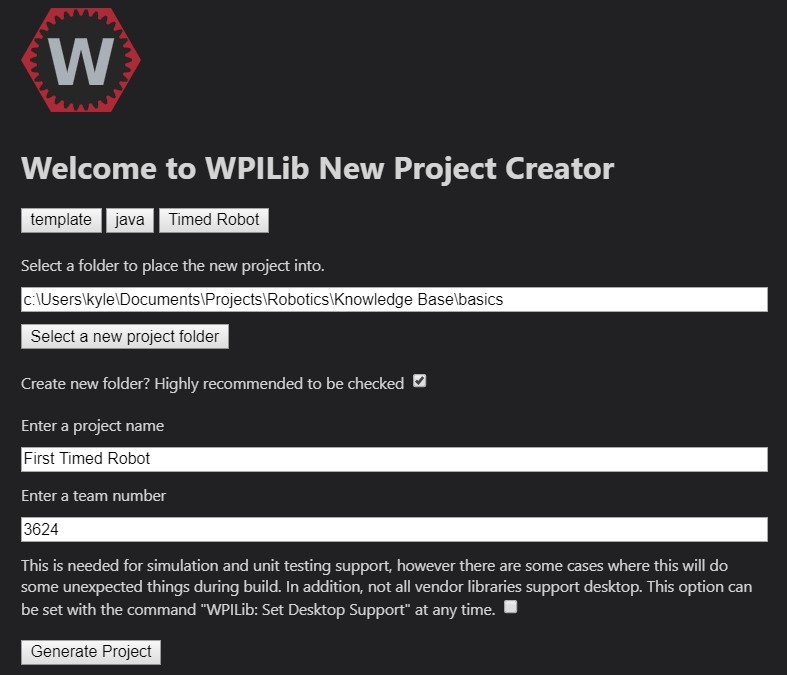 W
Welcome to WPILib New Project Creator
template java Timed Robot
Select a folder to place the new project into.
c:\Users\kyle\Documents\Projects\Robotics\Knowledge Base\basics
Select a new project folder
Create new folder? Highly recommended to be checked
Enter a project name
First Timed Robot
Enter a team number
3624
This is needed for simulation and unit testing support, however there are some cases where this will do
some unexpected things during build. In addition, not all vendor libraries support desktop. This option can
be set with the command "WPILib: Set Desktop Support" at any time.
Generate Project